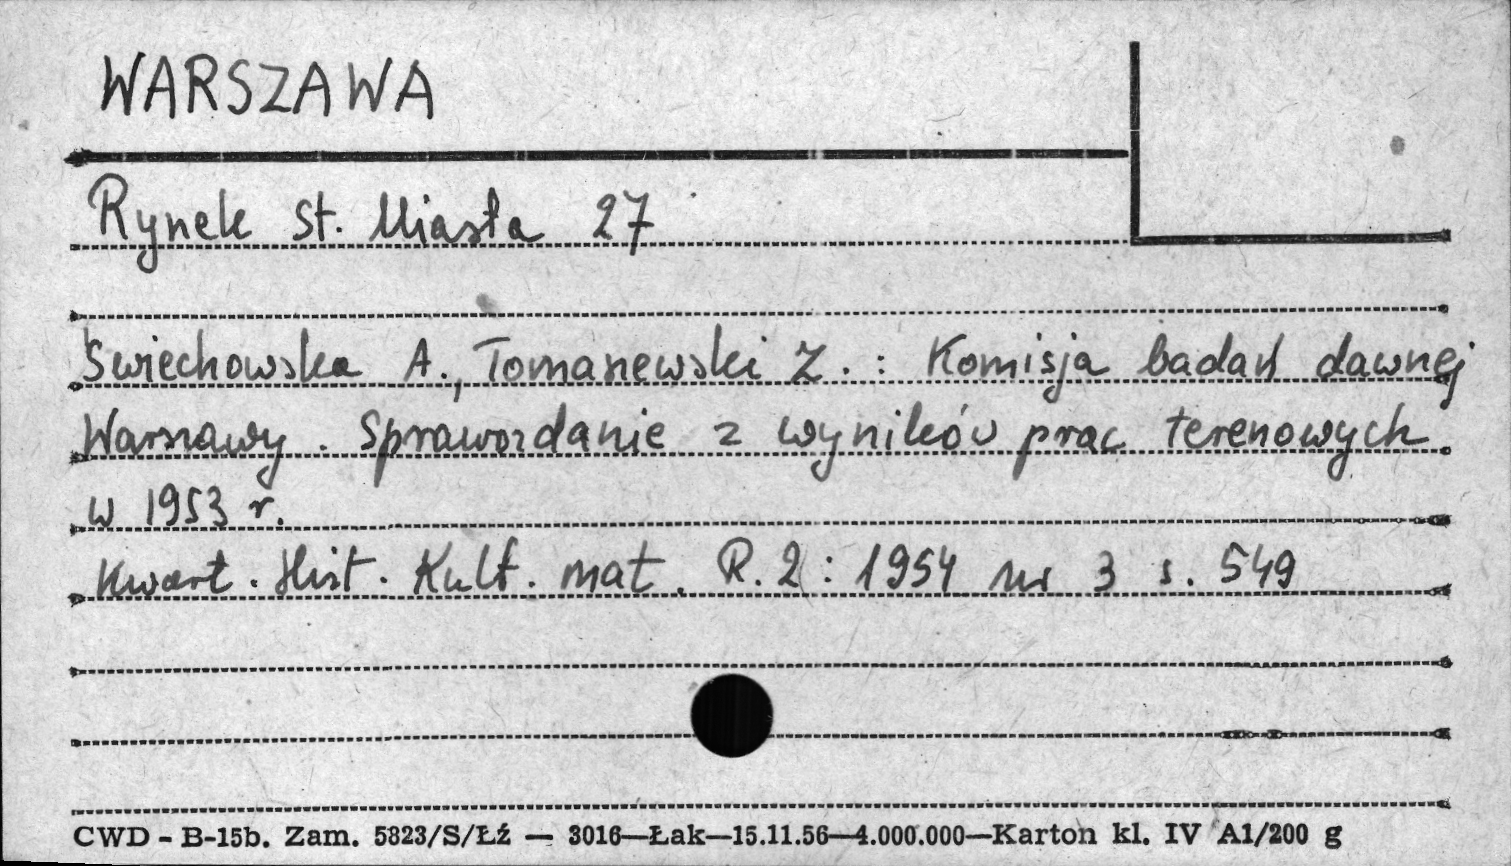 WARSZAWA
Rynek St. Miasta 27
Świechowska A., Tomaszewski Z. : Komisja badań dawnej
Warszawy. Sprawozdanie z wyników prac terenowych
w 1953 r.
Kwart. Hist. Kult. mat. R. 2 : 1954 nr 3 s. 549
CWD - B-15b. Zam. 5823/S/ŁŹ — 3016—Łak—15.11.56—4.000.000—Karton kl. IV A1/200 g